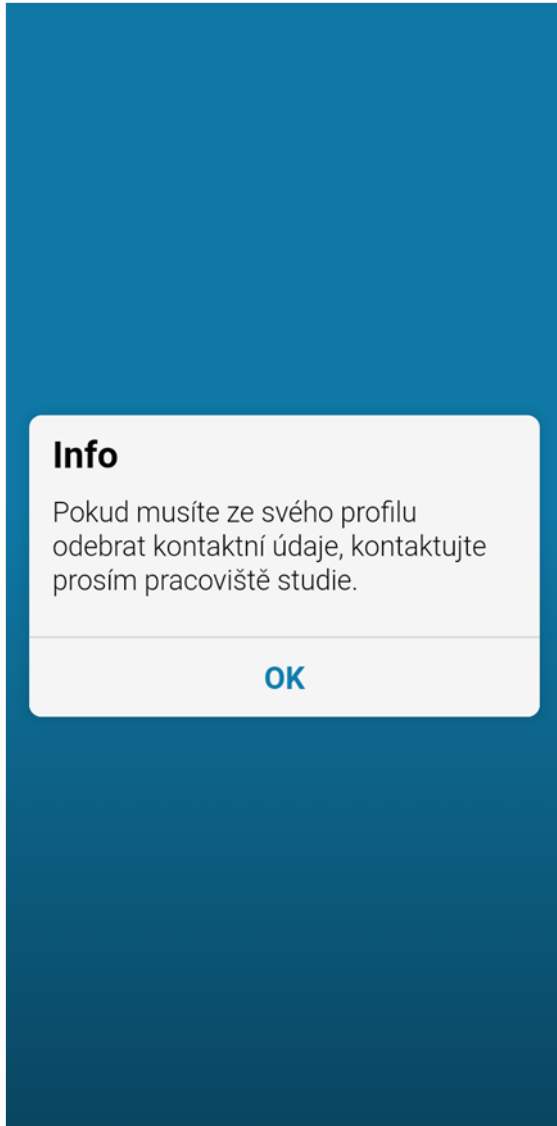 Info
Pokud musíte ze svého profilu
odebrat kontaktní údaje, kontaktujte
prosím pracoviště studie.
OK